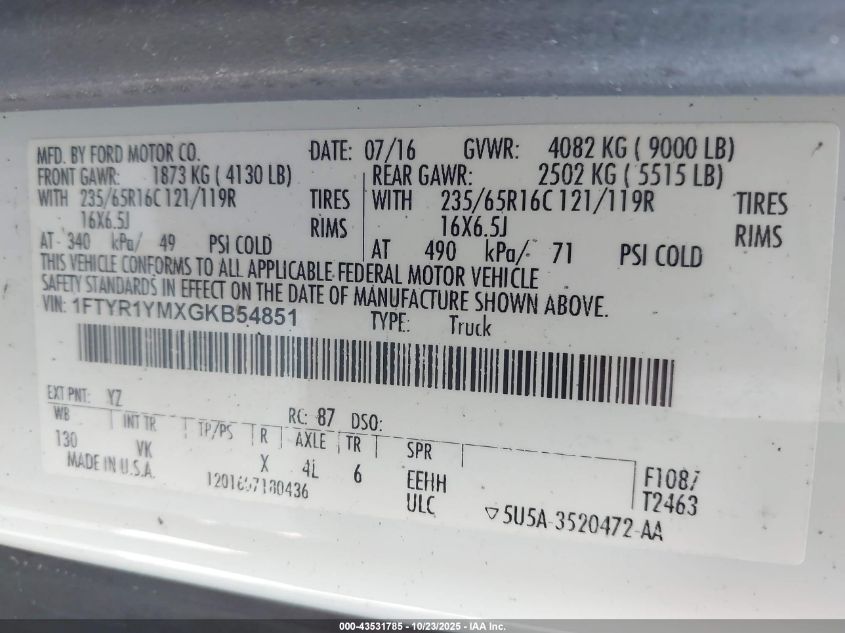 MFD. BY FORD MOTOR CO. DATE: 07/16 GVWR: 4082 KG ( 9000 LB)
FRONT GAWR: 1873 KG ( 4130 LB) REAR GAWR: 2502 KG ( 5515 LB)
WITH 235/65R16C 121/119R TIRES WITH 235/65R16C 121/119R TIRES
16X6.5J RIMS 16X6.5J RIMS
AT 340 kPa/ 49 PSI COLD AT 490 kPa/ 71 PSI COLD
THIS VEHICLE CONFORMS TO ALL APPLICABLE FEDERAL MOTOR VEHICLE
SAFETY STANDARDS IN EFFECT ON THE DATE OF MANUFACTURE SHOWN ABOVE.
VIN: 1FTYR1YMXGKB54851 TYPE: Truck
EXT PNT: YZ RC: 87 DSO:
WB INT TR TP/PS R AXLE TR SPR
130 VK X 4L 6 EEHH F1087
MADE IN U.S.A. ULC T2463
▽5U5A-3520472-AA
000-43531785 - 10/23/2025 - IAA Inc.